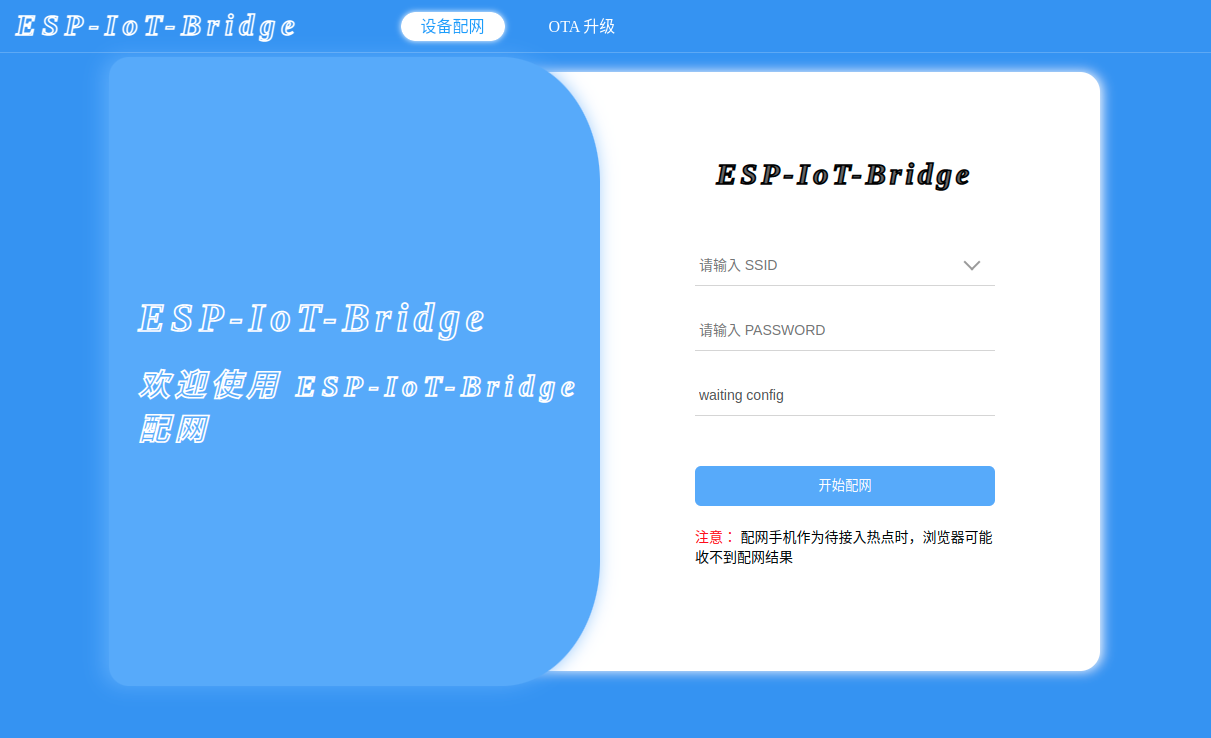 ESP-IoT-Bridge
设备配网
OTA 升级
ESP-IoT-Bridge
欢迎使用 ESP-IoT-Bridge
配网
ESP-IoT-Bridge
请输入 SSID
请输入 PASSWORD
waiting config
开始配网
注意： 配网手机作为待接入热点时，浏览器可能
收不到配网结果